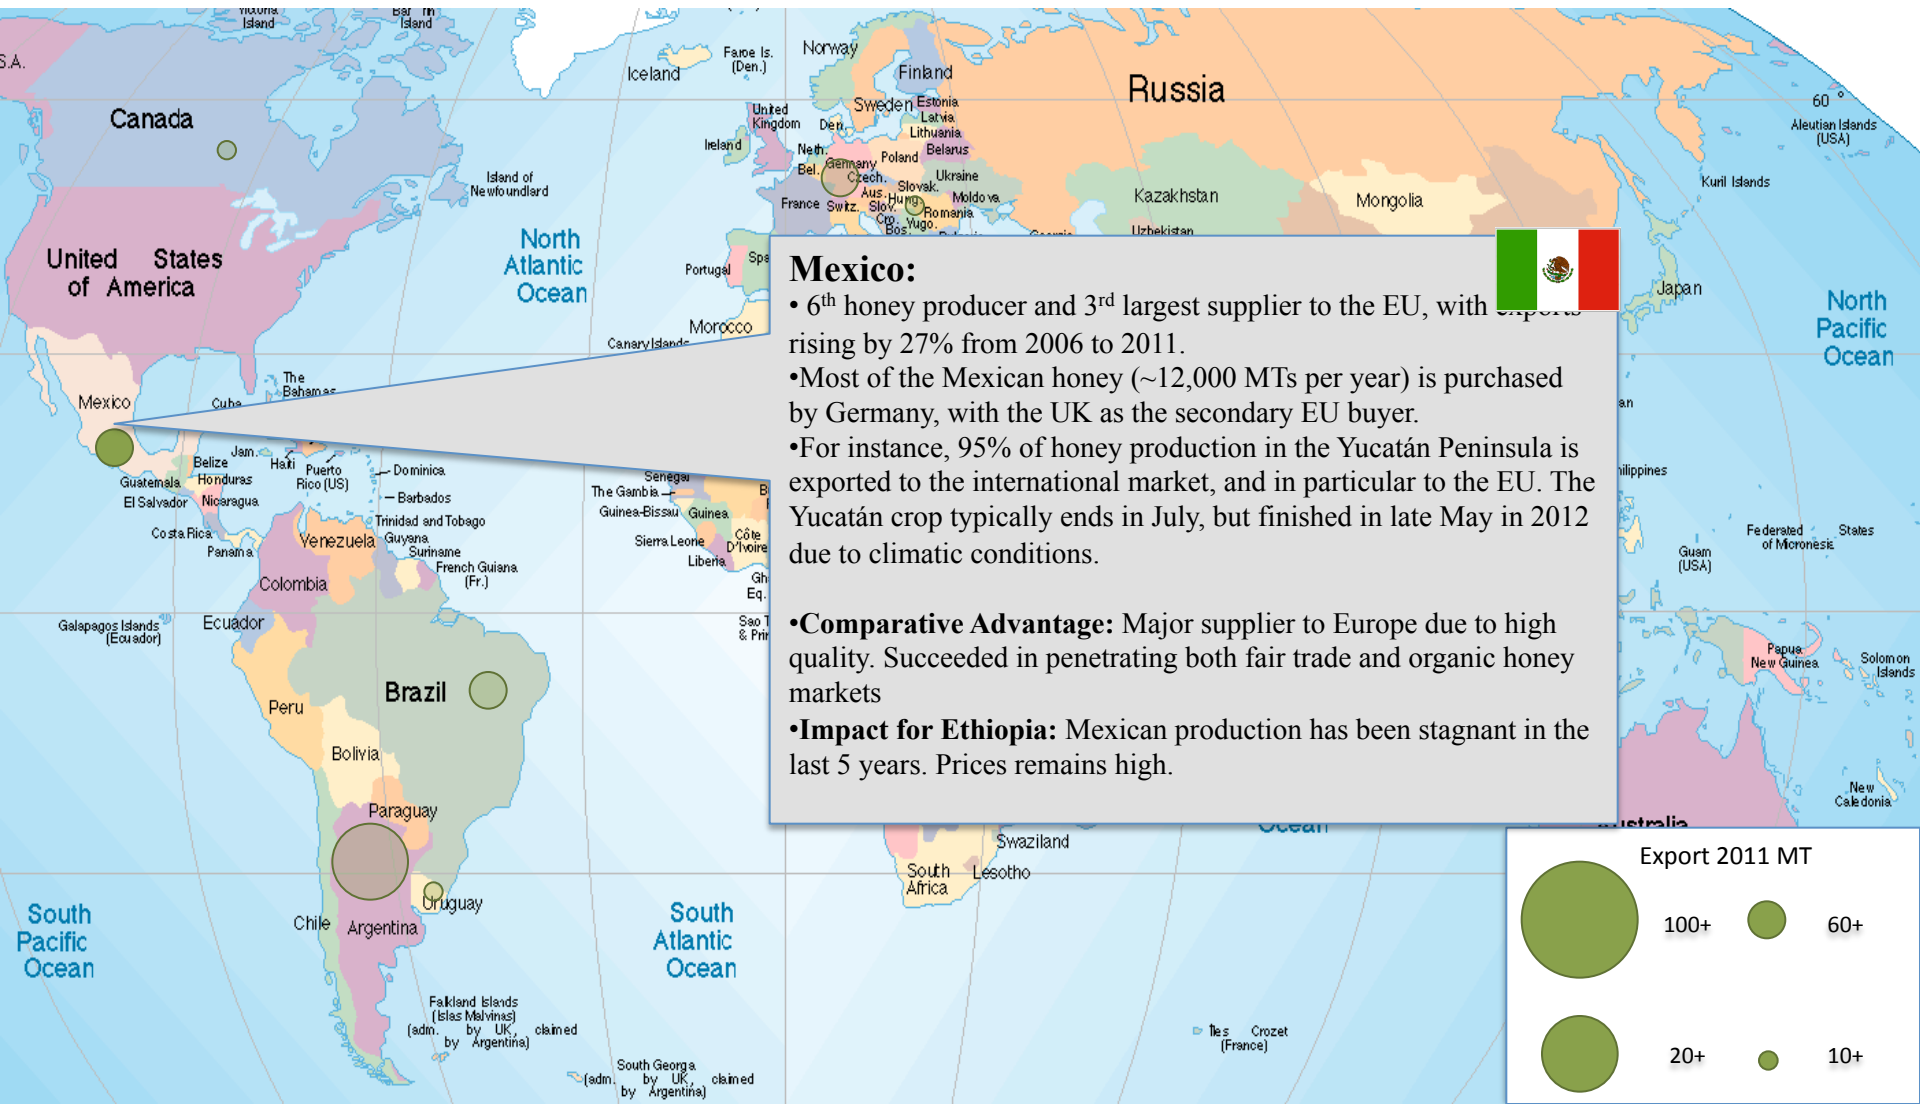 Island
Island
S.A.
Canada
Island of
Newfoundland
United States
of America
North
Atlantic
Ocean
Iceland
Faroe Is.
(Den.)
Norway
Finland
Sweden
Estonia
Latvia
Lithuania
Belarus
United
Kingdom
Den.
Ireland
Neth.
Bel.
Germany
Poland
Czech.
Ukraine
Slovak.
Aus.
Hung.
Moldova
France
Switz.
Slov.
Romania
Cro.
Yugo.
Bos.
Portugal
Spa
Morocco
Canary Islands
Russia
Kazakhstan
Uzbekistan
Mongolia
60 °
Aleutian Islands
(USA)
Kuril Islands
Japan
North
Pacific
Ocean
Mexico:
• 6th honey producer and 3rd largest supplier to the EU, with exports
rising by 27% from 2006 to 2011.
•Most of the Mexican honey (~12,000 MTs per year) is purchased
by Germany, with the UK as the secondary EU buyer.
•For instance, 95% of honey production in the Yucatán Peninsula is
exported to the international market, and in particular to the EU. The
Yucatán crop typically ends in July, but finished in late May in 2012
due to climatic conditions.
•Comparative Advantage: Major supplier to Europe due to high
quality. Succeeded in penetrating both fair trade and organic honey
markets
•Impact for Ethiopia: Mexican production has been stagnant in the
last 5 years. Prices remains high.
Mexico
The
Bahamas
Cuba
Jam.
Haiti
Puerto
Rico (US)
Belize
Guatemala
Honduras
El Salvador
Nicaragua
Costa Rica
Panama
Dominica
Barbados
Trinidad and Tobago
Venezuela
Guyana
Suriname
French Guiana
(Fr.)
Colombia
Galapagos Islands
(Ecuador)
Ecuador
Peru
Brazil
Bolivia
Paraguay
Chile
Argentina
Uruguay
Senegal
The Gambia
Guinea-Bissau
Guinea
Sierra Leone
Liberia
Côte
D'Ivoire
Gh
Eq.
Sao T
& Prin
an
hilippines
Guam
(USA)
Federated States
of Micronesia
Papua
New Guinea
Solomon
Islands
New
Caledonia
ustralia
Ocean
Swaziland
South
Africa
Lesotho
South
Pacific
Ocean
South
Atlantic
Ocean
Falkland Islands
(Islas Malvinas)
(adm. by UK, claimed
by Argentina)
South Georga
(adm. by UK, claimed
by Argentina)
Îles Crozet
(France)
Export 2011 MT
100+
60+
20+
10+